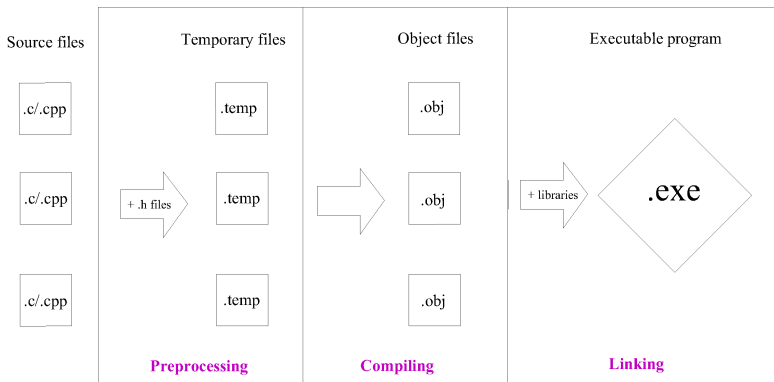 Source files
Temporary files
Object files
Executable program
.c/.cpp
.temp
.obj
.c/.cpp
+ .h files
.temp
.obj
+ libraries
.exe
.c/.cpp
.temp
.obj
Preprocessing
Compiling
Linking